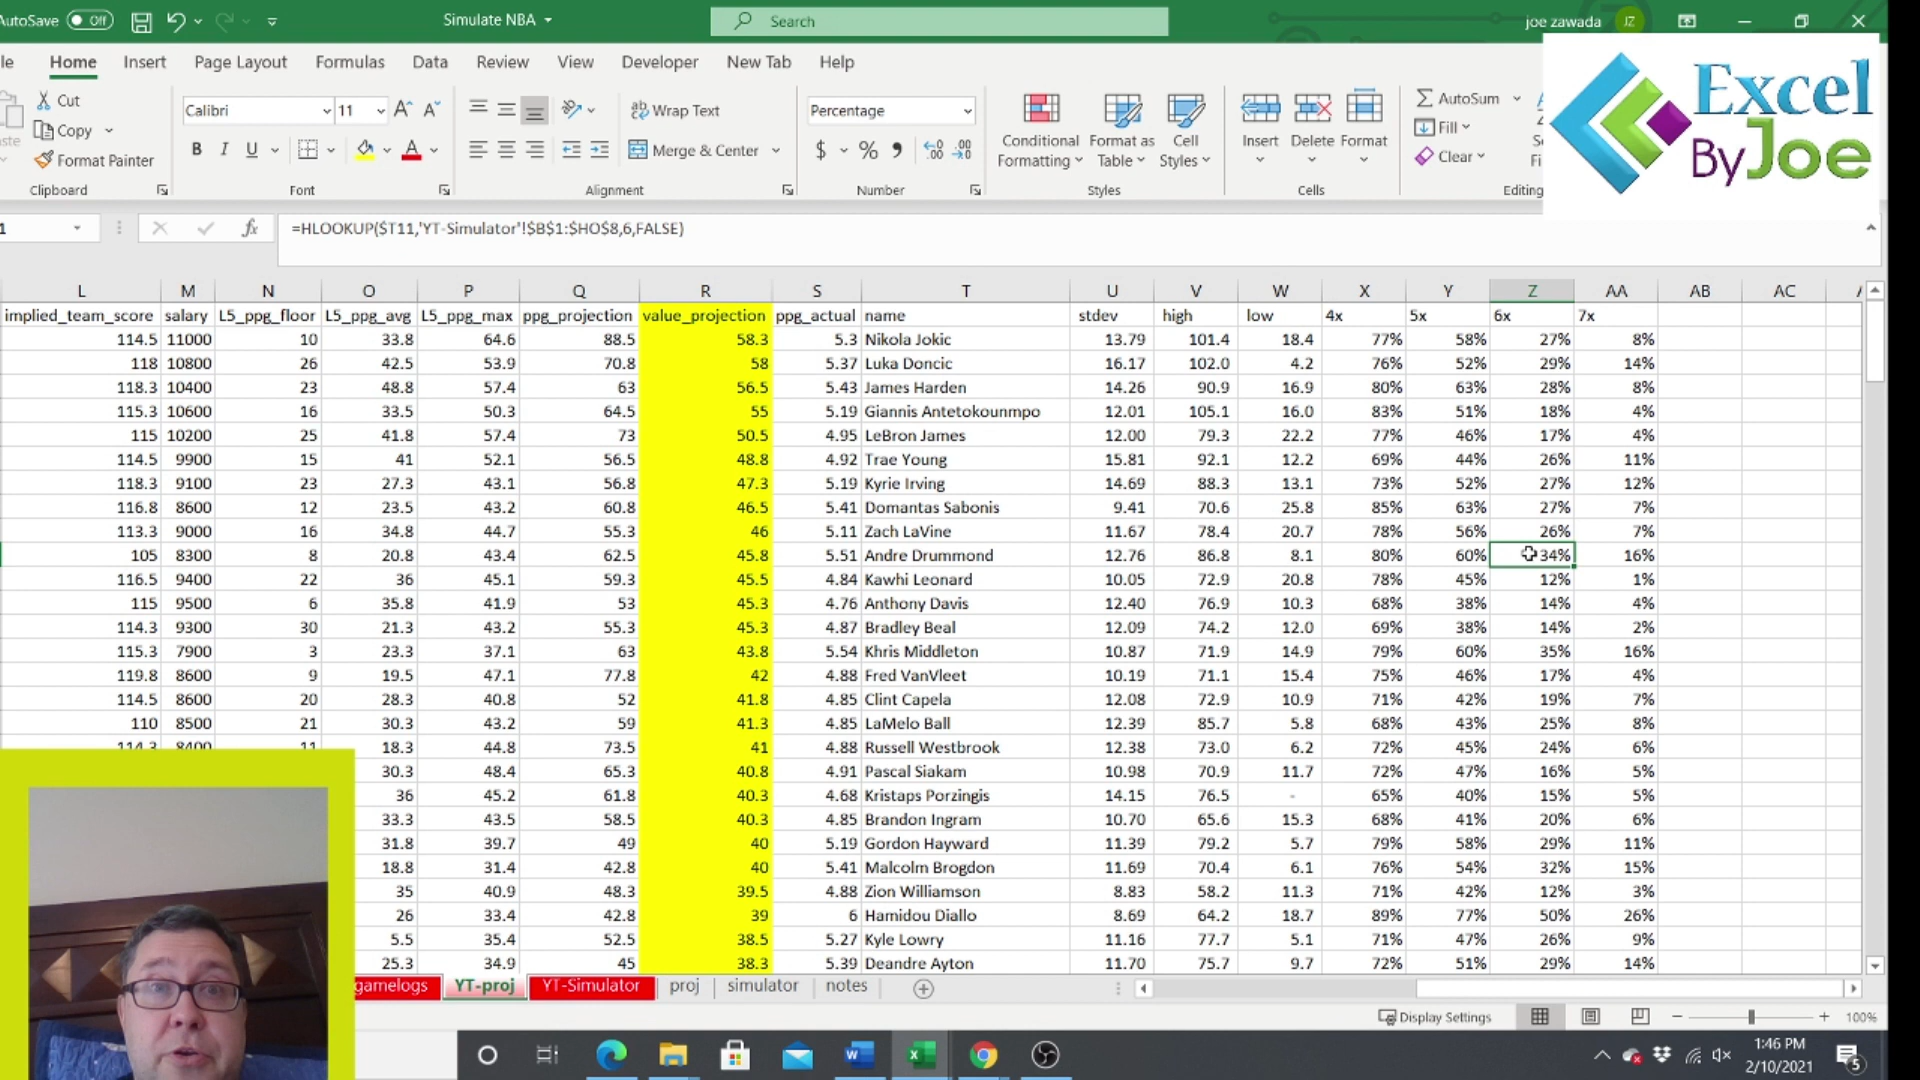 AutoSave Off Simulate NBA Search joe zawada JZ
Home Insert Page Layout Formulas Data Review View Developer New Tab Help
Excel
ByJoe
Cut
Copy
Format Painter
Clipboard
Calibri 11
B I U
Font
Wrap Text
Merge & Center
Alignment
Percentage
$ % 9
Number
Conditional Formatting
Format as Table
Cell Styles
Styles
Insert Delete Format
Cells
AutoSum
Fill
Clear
Editing
fx =HLOOKUP($T11,'YT-Simulator'!$B$1:$HO$8,6,FALSE)
L M N O P Q R S T U V W X Y Z AA AB AC
implied_team_score salary L5_ppg_floor L5_ppg_avg L5_ppg_max ppg_projection value_projection ppg_actual name stdev high low 4x 5x 6x 7x
114.5 11000 10 33.8 64.6 88.5 58.3 5.3 Nikola Jokic 13.79 101.4 18.4 77% 58% 27% 8%
118 10800 26 42.5 53.9 70.8 58 5.37 Luka Doncic 16.17 102.0 4.2 76% 52% 29% 14%
118.3 10400 23 48.8 57.4 63 56.5 5.43 James Harden 14.26 90.9 16.9 80% 63% 28% 8%
115.3 10600 16 33.5 50.3 64.5 55 5.19 Giannis Antetokounmpo 12.01 105.1 16.0 83% 51% 18% 4%
115 10200 25 41.8 57.4 73 50.5 4.95 LeBron James 12.00 79.3 22.2 77% 46% 17% 4%
114.5 9900 15 41 52.1 56.5 48.8 4.92 Trae Young 15.81 92.1 12.2 69% 44% 26% 11%
118.3 9100 23 27.3 43.1 56.8 47.3 5.19 Kyrie Irving 14.69 88.3 13.1 73% 52% 27% 12%
116.8 8600 12 23.5 43.2 60.8 46.5 5.41 Domantas Sabonis 9.41 70.6 25.8 85% 63% 27% 7%
113.3 9000 16 34.8 44.7 55.3 46 5.11 Zach LaVine 11.67 78.4 20.7 78% 56% 26% 7%
105 8300 8 20.8 43.4 62.5 45.8 5.51 Andre Drummond 12.76 86.8 8.1 80% 60% 34% 16%
116.5 9400 22 36 45.1 59.3 45.5 4.84 Kawhi Leonard 10.05 72.9 20.8 78% 45% 12% 1%
115 9500 6 35.8 41.9 53 45.3 4.76 Anthony Davis 12.40 76.9 10.3 68% 38% 14% 4%
114.3 9300 30 21.3 43.2 55.3 45.3 4.87 Bradley Beal 12.09 74.2 12.0 69% 38% 14% 2%
115.3 7900 3 23.3 37.1 63 43.8 5.54 Khris Middleton 10.87 71.9 14.9 79% 60% 35% 16%
119.8 8600 9 19.5 47.1 77.8 42 4.88 Fred VanVleet 10.19 71.1 15.4 75% 46% 17% 4%
114.5 8600 20 28.3 40.8 52 41.8 4.85 Clint Capela 12.08 72.9 10.9 71% 42% 19% 7%
110 8500 21 30.3 43.2 59 41.3 4.85 LaMelo Ball 12.39 85.7 5.8 68% 43% 25% 8%
114.3 8400 11 18.3 44.8 73.5 41 4.88 Russell Westbrook 12.38 73.0 6.2 72% 45% 24% 6%
30.3 48.4 65.3 40.8 4.91 Pascal Siakam 10.98 70.9 11.7 72% 47% 16% 5%
36 45.2 61.8 40.3 4.68 Kristaps Porzingis 14.15 76.5 - 65% 40% 15% 5%
33.3 43.5 58.5 40.3 4.85 Brandon Ingram 10.70 65.6 15.3 68% 41% 20% 6%
31.8 39.7 49 40 5.19 Gordon Hayward 11.39 79.2 5.7 79% 58% 29% 11%
18.8 31.4 42.8 40 5.41 Malcolm Brogdon 11.69 70.4 6.1 76% 54% 32% 15%
35 40.9 48.3 39.5 4.88 Zion Williamson 8.83 58.2 11.3 71% 42% 12% 3%
26 33.4 42.8 39 6 Hamidou Diallo 8.69 64.2 18.7 89% 77% 50% 26%
5.5 35.4 52.5 38.5 5.27 Kyle Lowry 11.16 77.7 5.1 71% 47% 26% 9%
25.3 34.9 45 38.3 5.39 Deandre Ayton 11.70 75.7 9.7 72% 51% 29% 14%
gamelogs YT-proj YT-Simulator proj simulator notes
Display Settings 100%
1:46 PM
2/10/2021
5